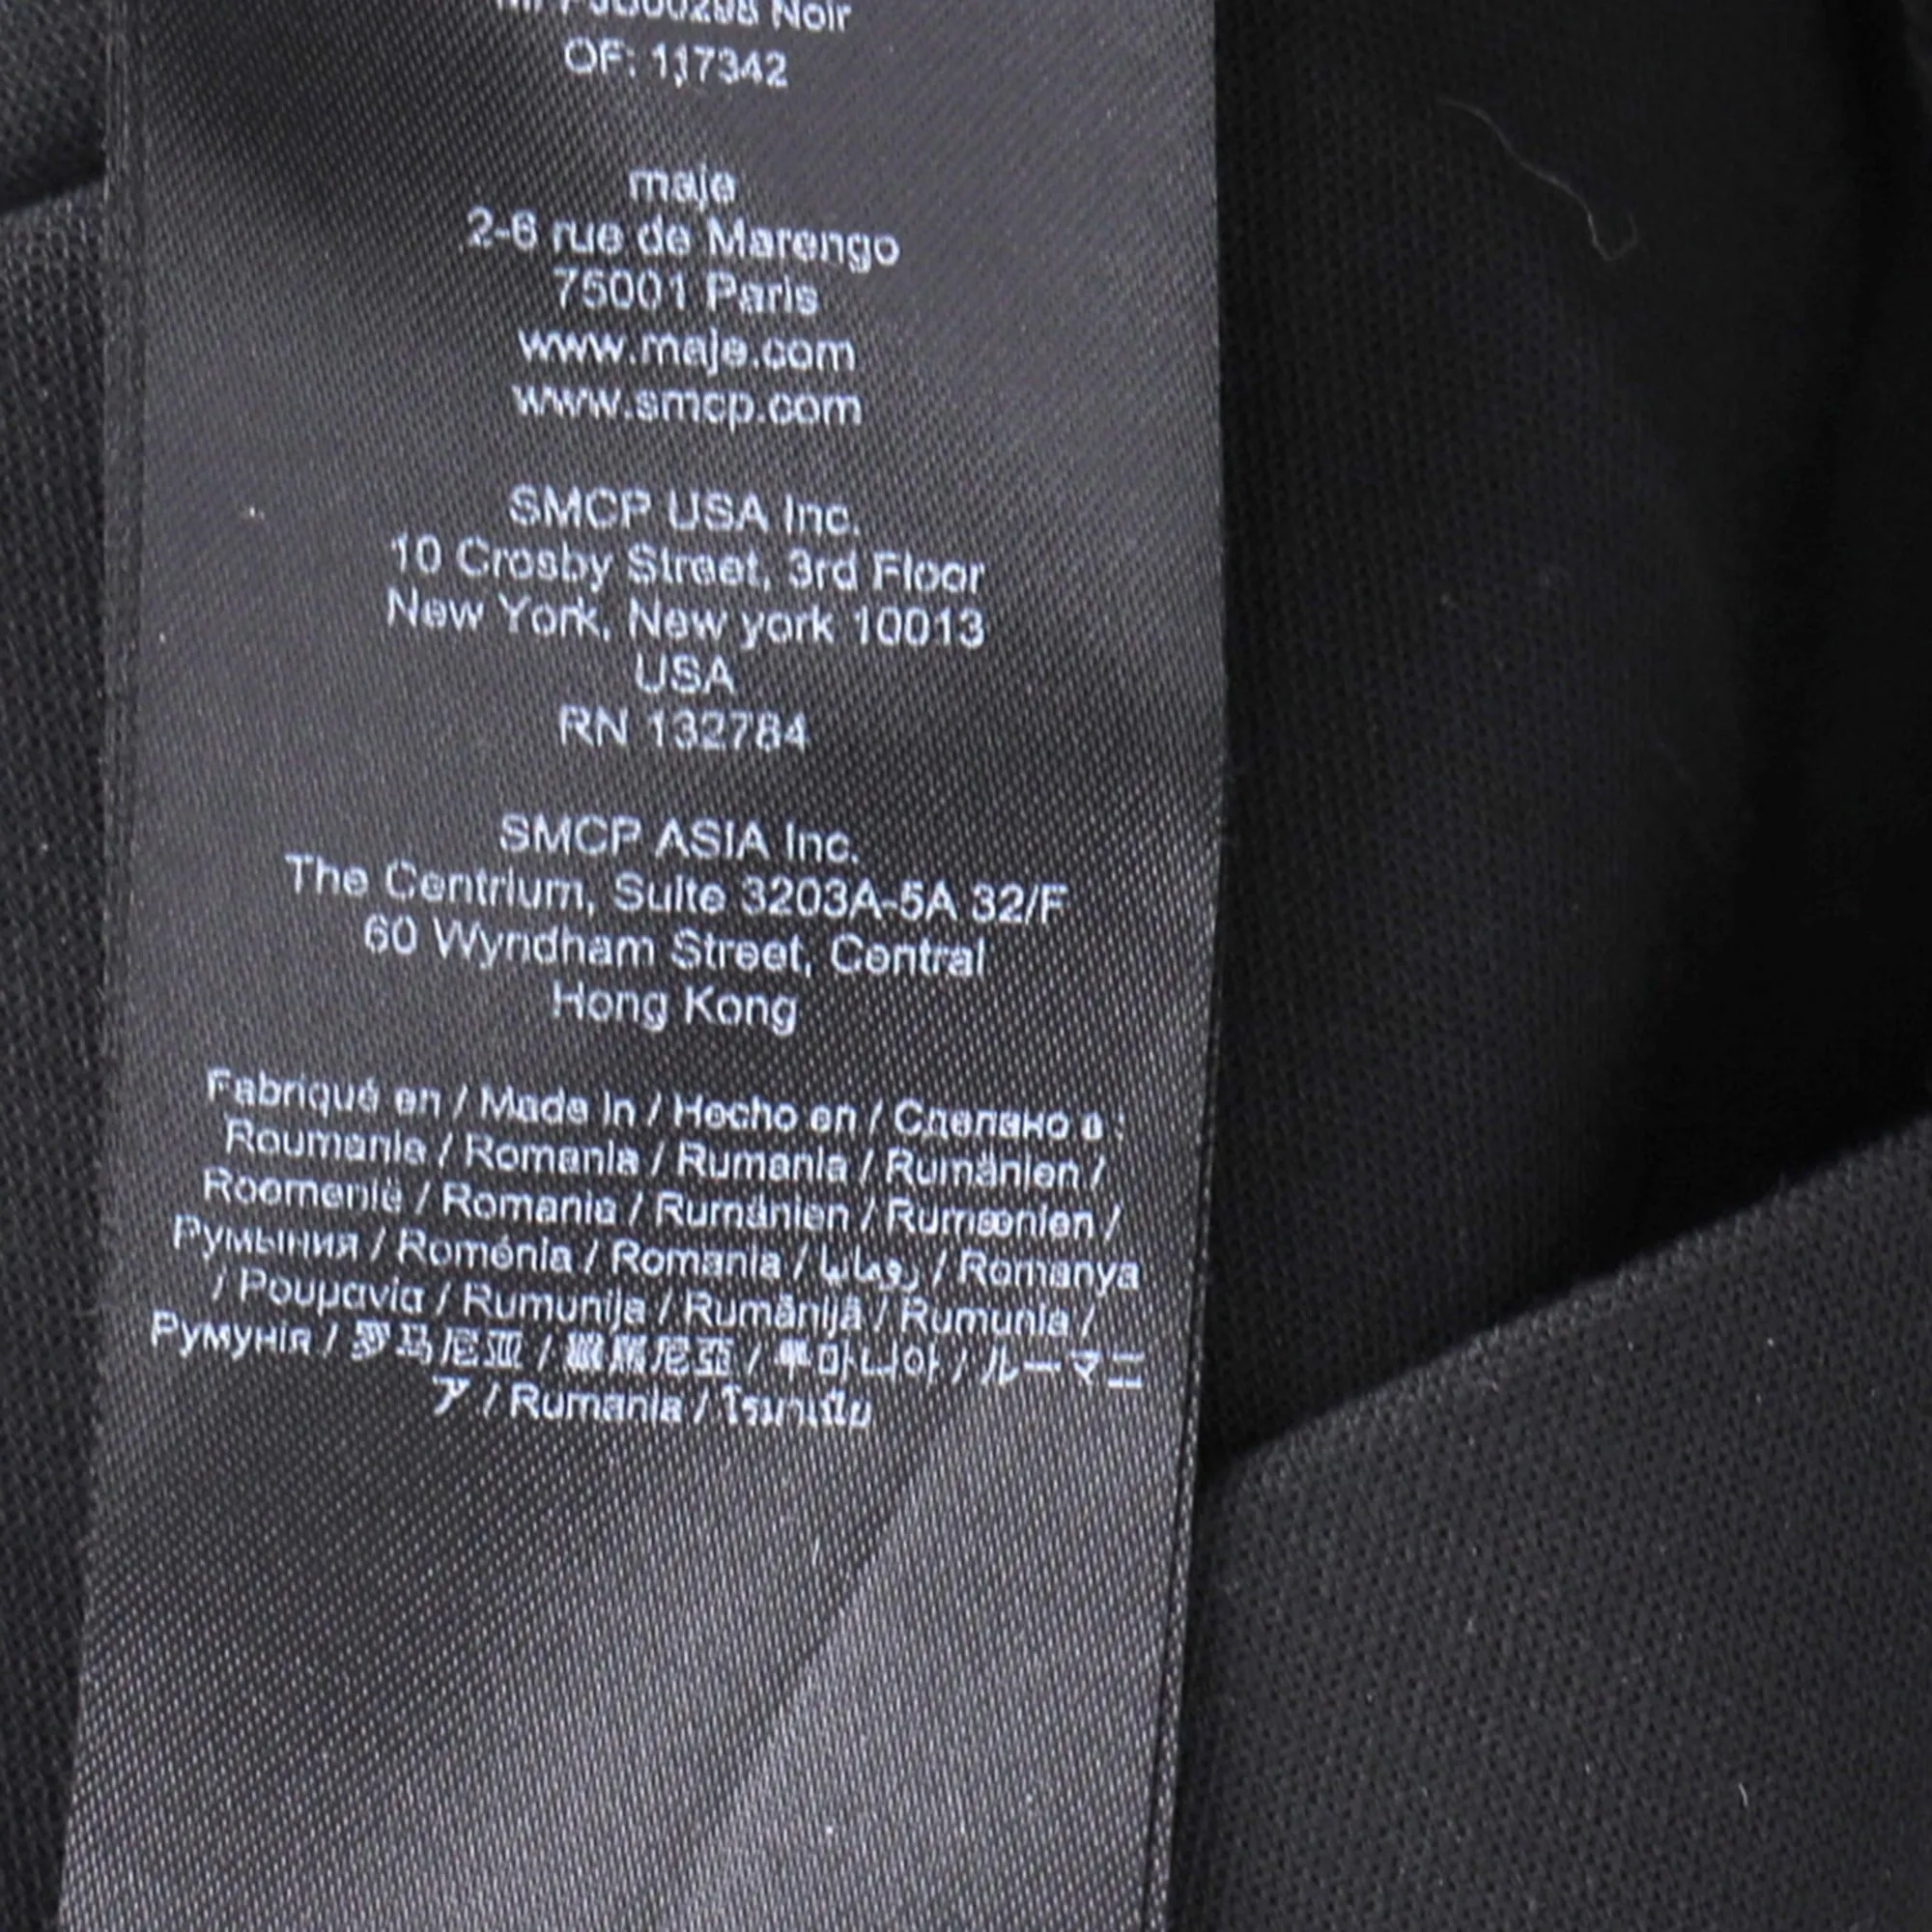 Noir
OF: 117342
maje
2-6 rue de Marengo
75001 Paris
www.maje.com
www.smcp.com
SMCP USA Inc.
10 Crosby Street, 3rd Floor
New York, New york 10013
USA
RN 132784
SMCP ASIA Inc.
The Centrium, Suite 3203A-5A 32/F
60 Wyndham Street, Central
Hong Kong
Fabriqué en / Made in / Hecho en / Сделано в :
Roumanie / Romania / Rumania / Rumänien /
Roemenië / Romania / Rumänien / Rumænien /
Румыния / Roménia / Romania / رومانيا / Romanya
/ Ρουμανία / Rumunija / Rumānijā / Rumunia /
Румунія / 罗马尼亚 / 羅馬尼亞 / 루마니아 / ルーマニ
ア / Rumania / โรมาเนีย